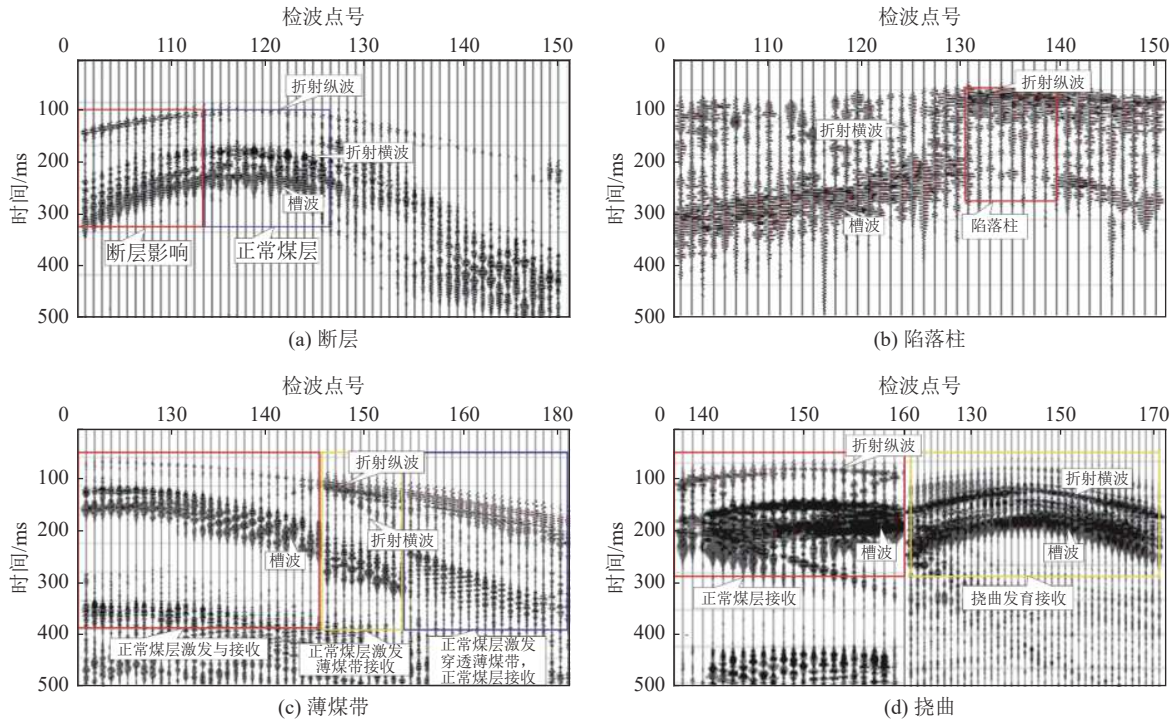 检波点号
0 110 120 130 140 150
折射纵波
100
折射横波
200
时间/ms
槽波
300
断层影响
正常煤层
400
500
(a) 断层
检波点号
0 110 120 130 140 150
折射纵波
100
折射横波
200
时间/ms
槽波
300
陷落柱
400
500
(b) 陷落柱
检波点号
0 130 140 150 160 180
折射纵波
100
折射横波
200
时间/ms
槽波
300
400
正常煤层激发与接收
正常煤层激发
薄煤带接收
正常煤层激发
穿透薄煤带,
正常煤层接收
500
(c) 薄煤带
检波点号
0 140 150 160 130 150 170
折射纵波
折射横波
100
200
时间/ms
槽波
槽波
300
正常煤层接收
挠曲发育接收
400
500
(d) 挠曲